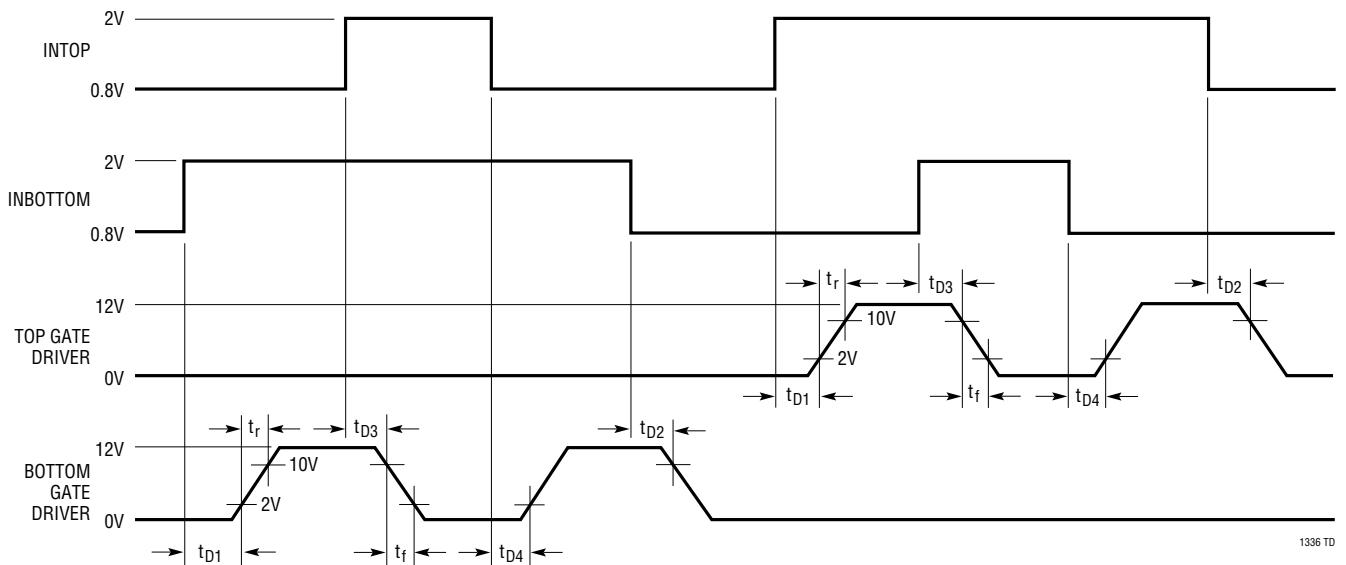 2V
INTOP
0.8V
2V
INBOTTOM
0.8V
tr
tD3
tD2
12V
10V
TOP GATE
DRIVER
2V
0V
tD1
tf
tD4
tr
tD3
tD2
12V
10V
BOTTOM
GATE
DRIVER
2V
0V
tD1
tf
tD4
1336 TD